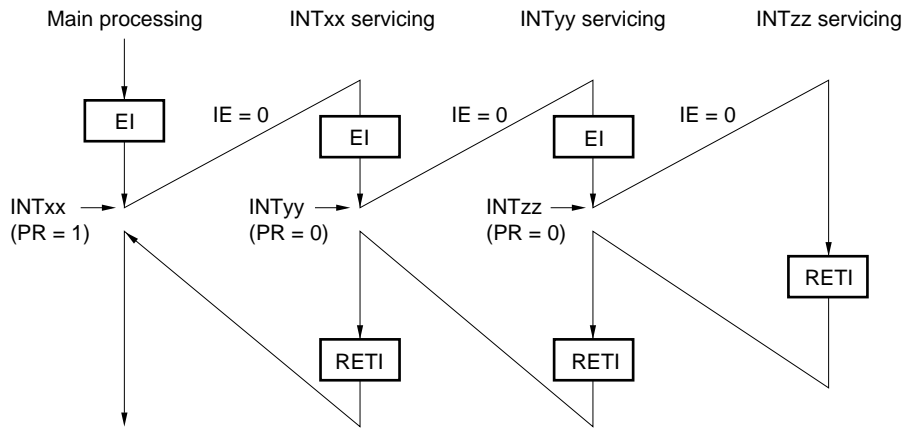 Main processing
INTxx servicing
INTyy servicing
INTzz servicing
EI
IE = 0
EI
IE = 0
EI
IE = 0
INTxx
(PR = 1)
INTyy
(PR = 0)
INTzz
(PR = 0)
RETI
RETI
RETI